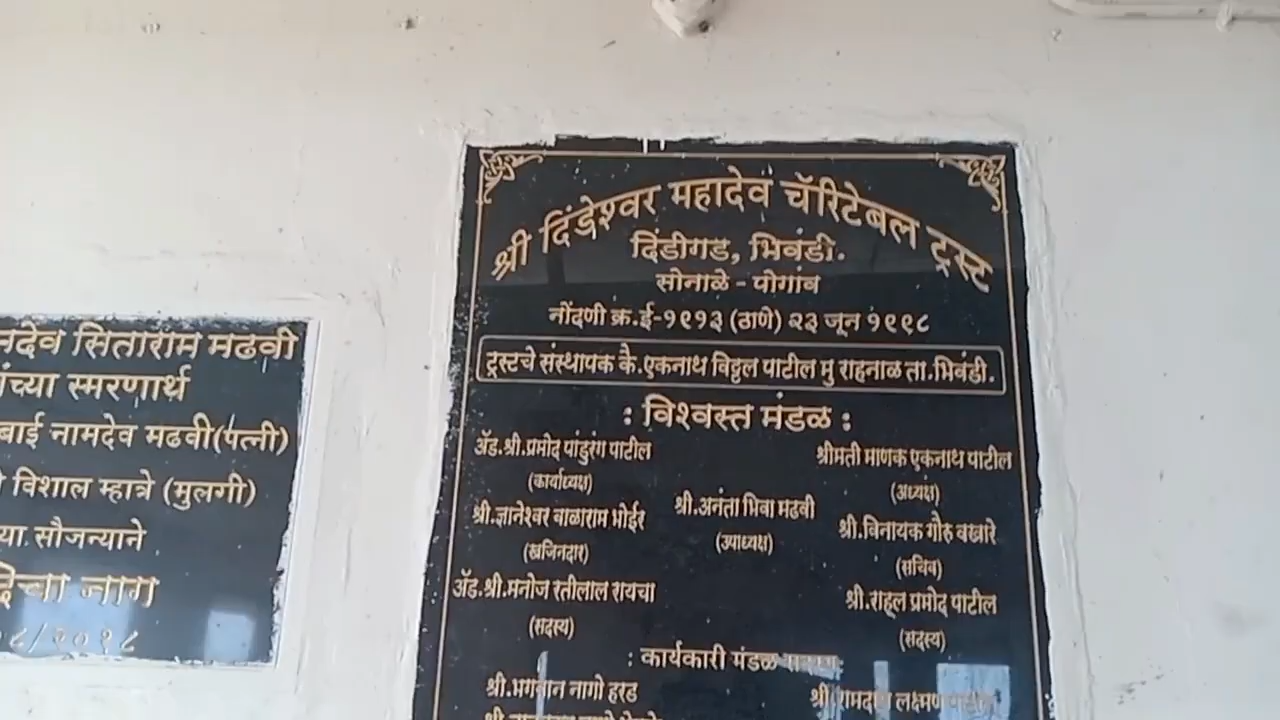 सिताराम मढवी
स्मरणार्थ
नामदेव मढवी(पत्नी)
विशाल म्हात्रे (मुलगी)
सौजन्याने
नाग
श्री दिंडेश्वर महादेव चॅरिटेबल ट्रस्ट
दिंडीगड, भिवंडी.
सोनाळे - पोगांव
नोंदणी क्र.ई-१९१३ (ठाणे) २३ जून १९९८
ट्रस्टचे संस्थापक कै.एकनाथ विठ्ठल पाटील मु राहनाळ ता.भिवंडी.
: विश्वस्त मंडळ :
अ‍ॅड.श्री.प्रमोद पांडुरंग पाटील
(कार्याध्यक्ष)
श्रीमती माणक एकनाथ पाटील
(अध्यक्ष)
श्री.अनंता भिवा मढवी
(उपाध्यक्ष)
श्री.ज्ञानेश्वर बाळाराम भोईर
(खजिनदार)
श्री.विनायक गौरु बखारे
(सचिव)
अ‍ॅड.श्री.मनोज रतीलाल रायचा
(सदस्य)
श्री.राहूल प्रमोद पाटील
(सदस्य)
: कार्यकारी मंडळ
श्री.भगवान नागो हरड
श्री.रामदास लक्ष्मण पाटील